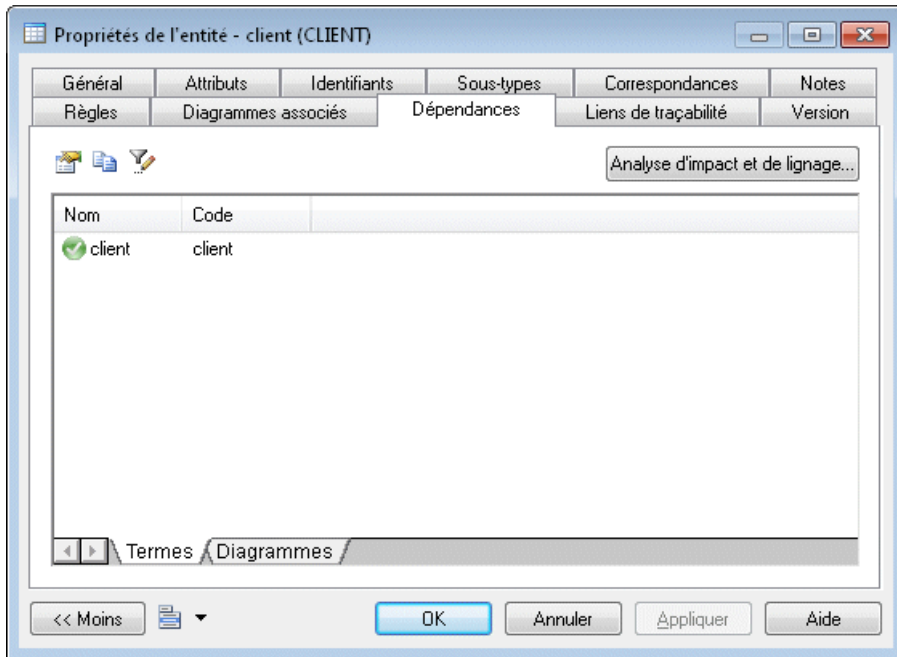 Propriétés de l'entité - client (CLIENT)
Général Attributs Identifiants Sous-types Correspondances Notes
Règles Diagrammes associés Dépendances Liens de traçabilité Version
Analyse d'impact et de lignage...
Nom Code
client client
Termes Diagrammes
<< Moins OK Annuler Appliquer Aide